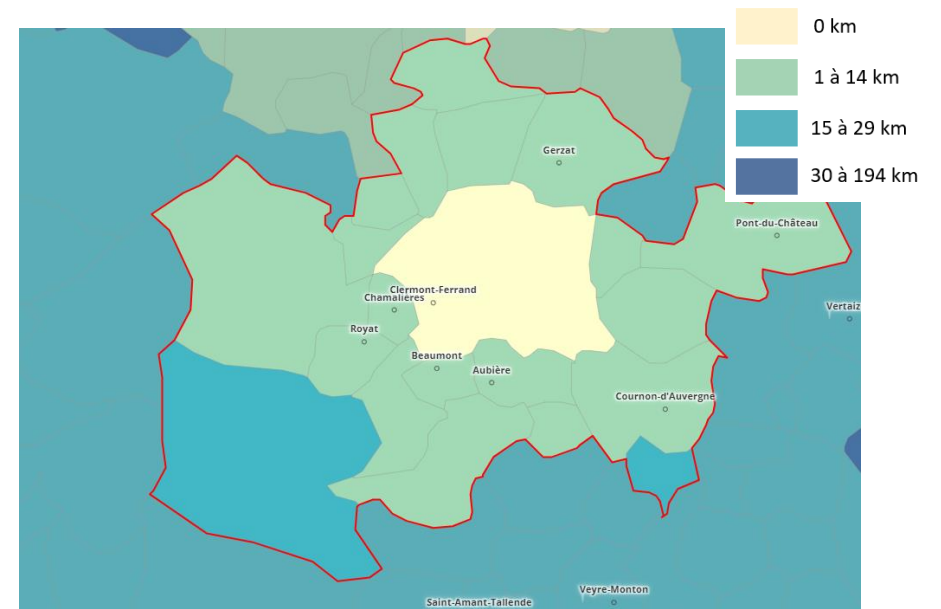 0 km
1 à 14 km
15 à 29 km
30 à 194 km
Gerzat
Pont-du-Château
Clermont-Ferrand
Chamalières
Vertaiz
Royat
Beaumont
Aubière
Cournon-d'Auvergne
Veyre-Monton
Saint-Amant-Tallende